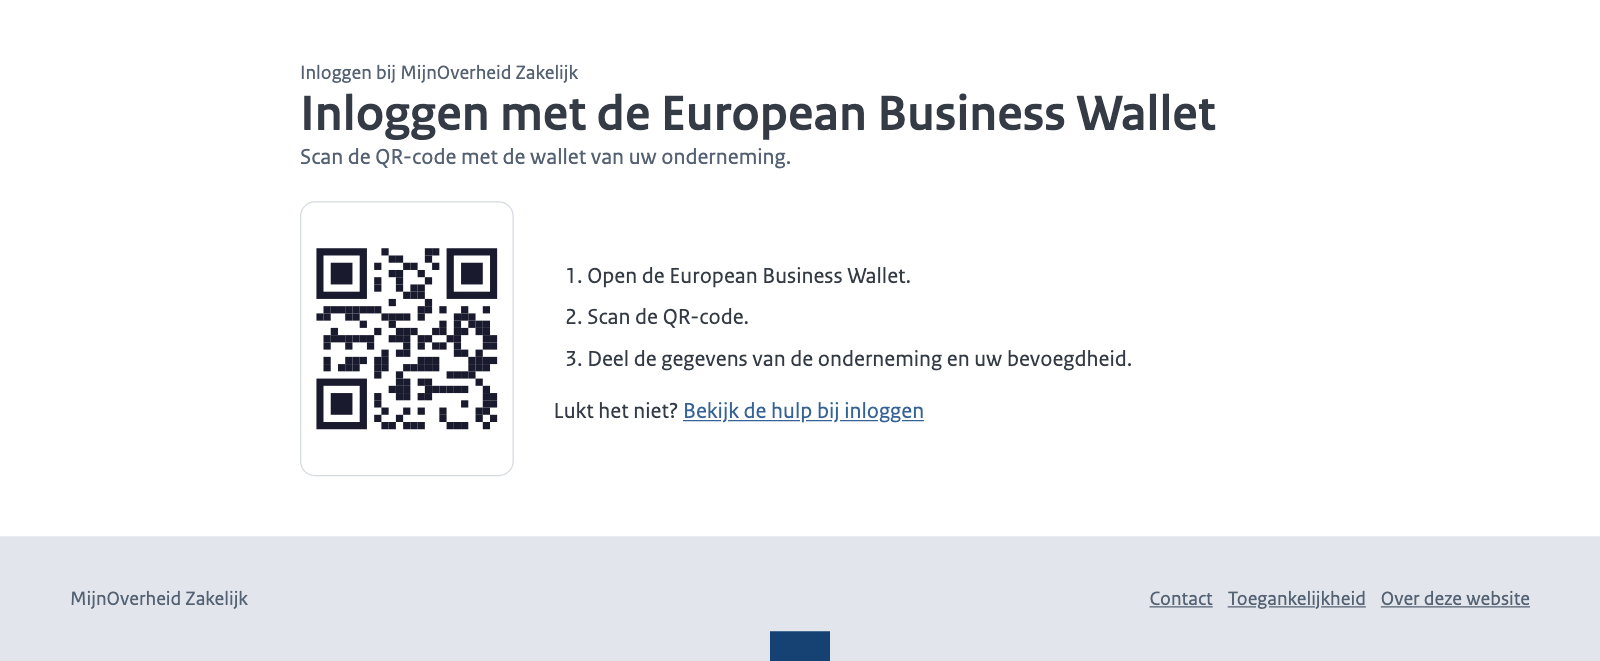 Inloggen bij MijnOverheid Zakelijk
Inloggen met de European Business Wallet
Scan de QR-code met de wallet van uw onderneming.
1. Open de European Business Wallet.
2. Scan de QR-code.
3. Deel de gegevens van de onderneming en uw bevoegdheid.
Lukt het niet? Bekijk de hulp bij inloggen
MijnOverheid Zakelijk
Contact Toegankelijkheid Over deze website